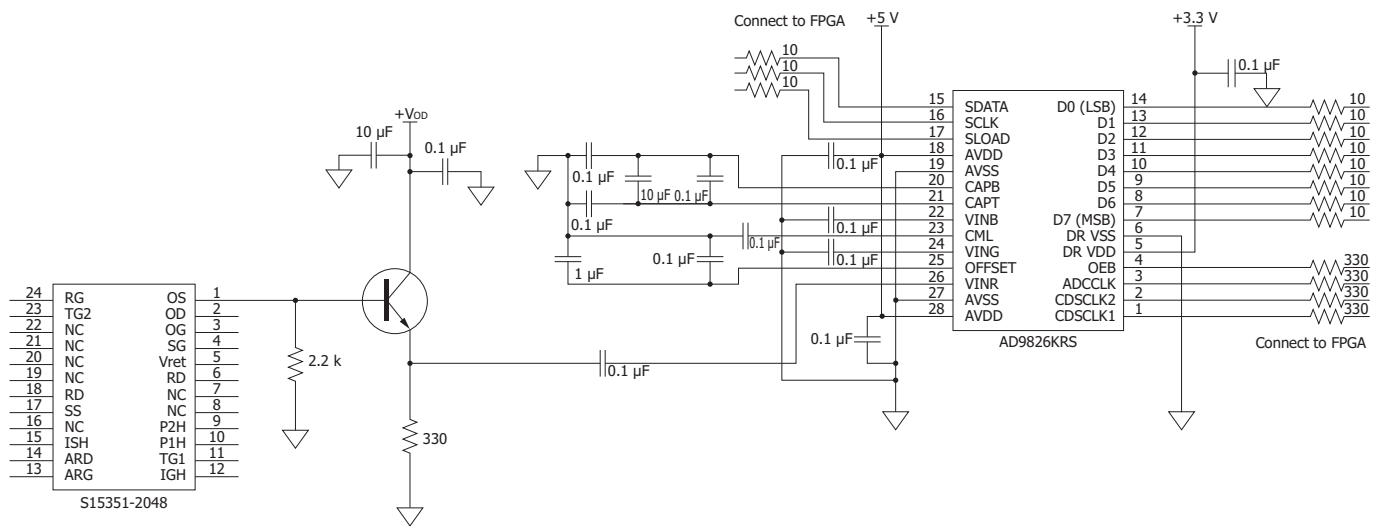 Connect to FPGA
+5 V
+3.3 V
10
10
10
0.1 µF
+VOD
10 µF
0.1 µF
15 SDATA D0 (LSB) 14 10
16 SCLK D1 13 10
17 SLOAD D2 12 10
18 AVDD D3 11 10
19 AVSS D4 10 10
20 CAPB D5 9 10
21 CAPT D6 8 10
22 VINB D7 (MSB) 7 10
23 CML DR VSS 6
24 VING DR VDD 5
25 OFFSET OEB 4 330
26 VINR ADCCLK 3 330
27 AVSS CDSCLK2 2 330
28 AVDD CDSCLK1 1 330
AD9826KRS
Connect to FPGA
0.1 µF
0.1 µF
10 µF
0.1 µF
0.1 µF
0.1 µF
0.1 µF
0.1 µF
0.1 µF
1 µF
0.1 µF
0.1 µF
24 RG OS 1
23 TG2 OD 2
22 NC OG 3
21 NC SG 4
20 NC Vret 5
19 NC RD 6
18 RD NC 7
17 SS NC 8
16 NC P2H 9
15 ISH P1H 10
14 ARD TG1 11
13 ARG IGH 12
S15351-2048
2.2 k
330